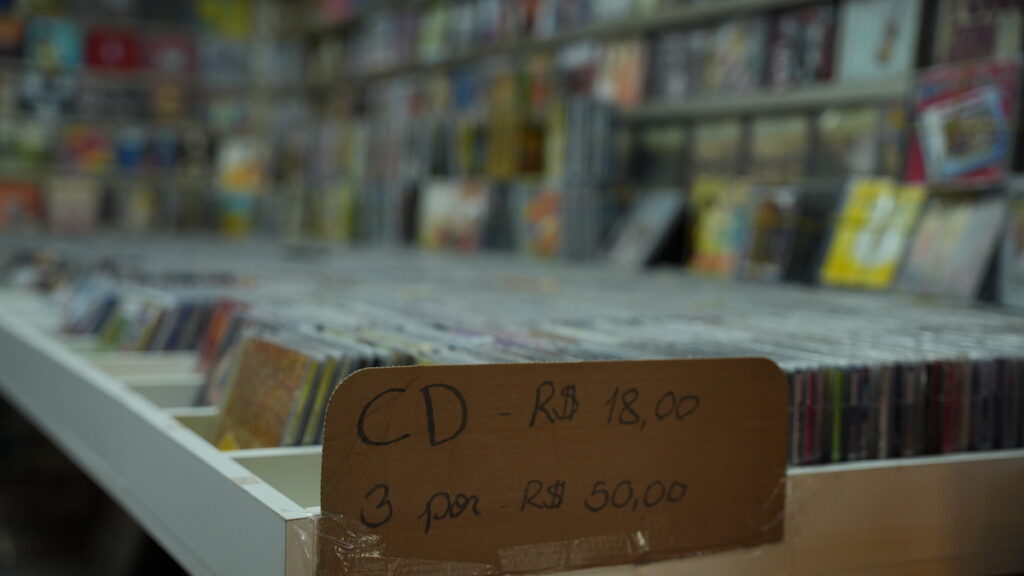 CD - R$ 18,00
3 por R$ 50,00